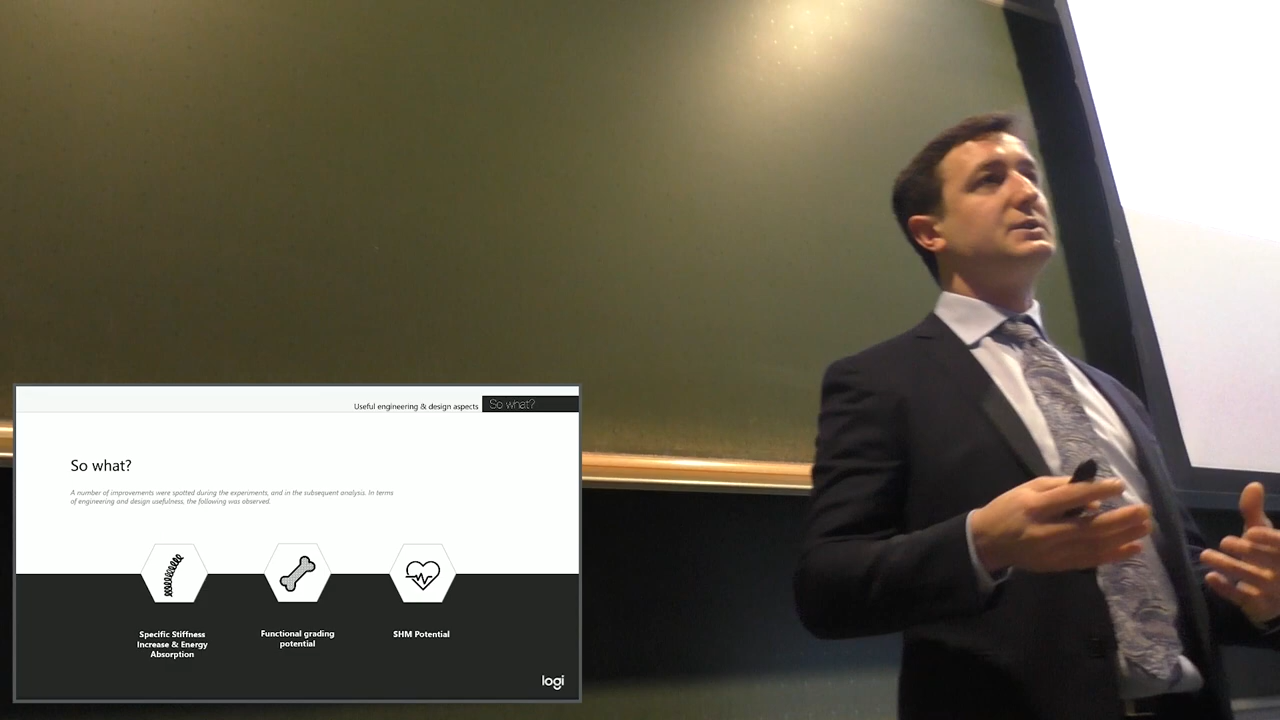 Useful engineering & design aspects
So what?
So what?
A number of improvements were spotted during the experiments, and in the subsequent analysis. In terms
of engineering and design usefulness, the following was observed.
Specific Stiffness
Increase & Energy
Absorption
Functional grading
potential
SHM Potential
logi